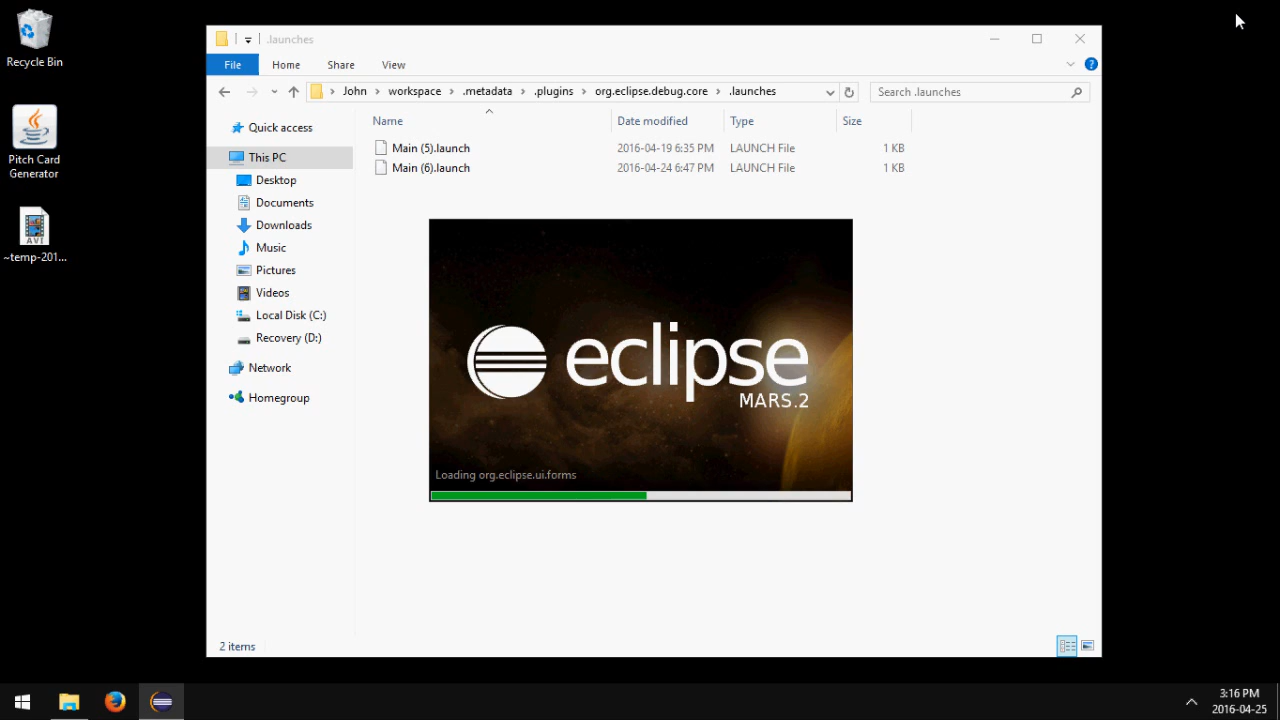 Recycle Bin
Pitch Card
Generator
AVI
~temp-201...
.launches
File Home Share View
John workspace .metadata .plugins org.eclipse.debug.core .launches
Search .launches
Name Date modified Type Size
Main (5).launch 2016-04-19 6:35 PM LAUNCH File 1 KB
Main (6).launch 2016-04-24 6:47 PM LAUNCH File 1 KB
Quick access
This PC
Desktop
Documents
Downloads
Music
Pictures
Videos
Local Disk (C:)
Recovery (D:)
Network
Homegroup
eclipse
MARS.2
Loading org.eclipse.ui.forms
2 items
3:16 PM
2016-04-25